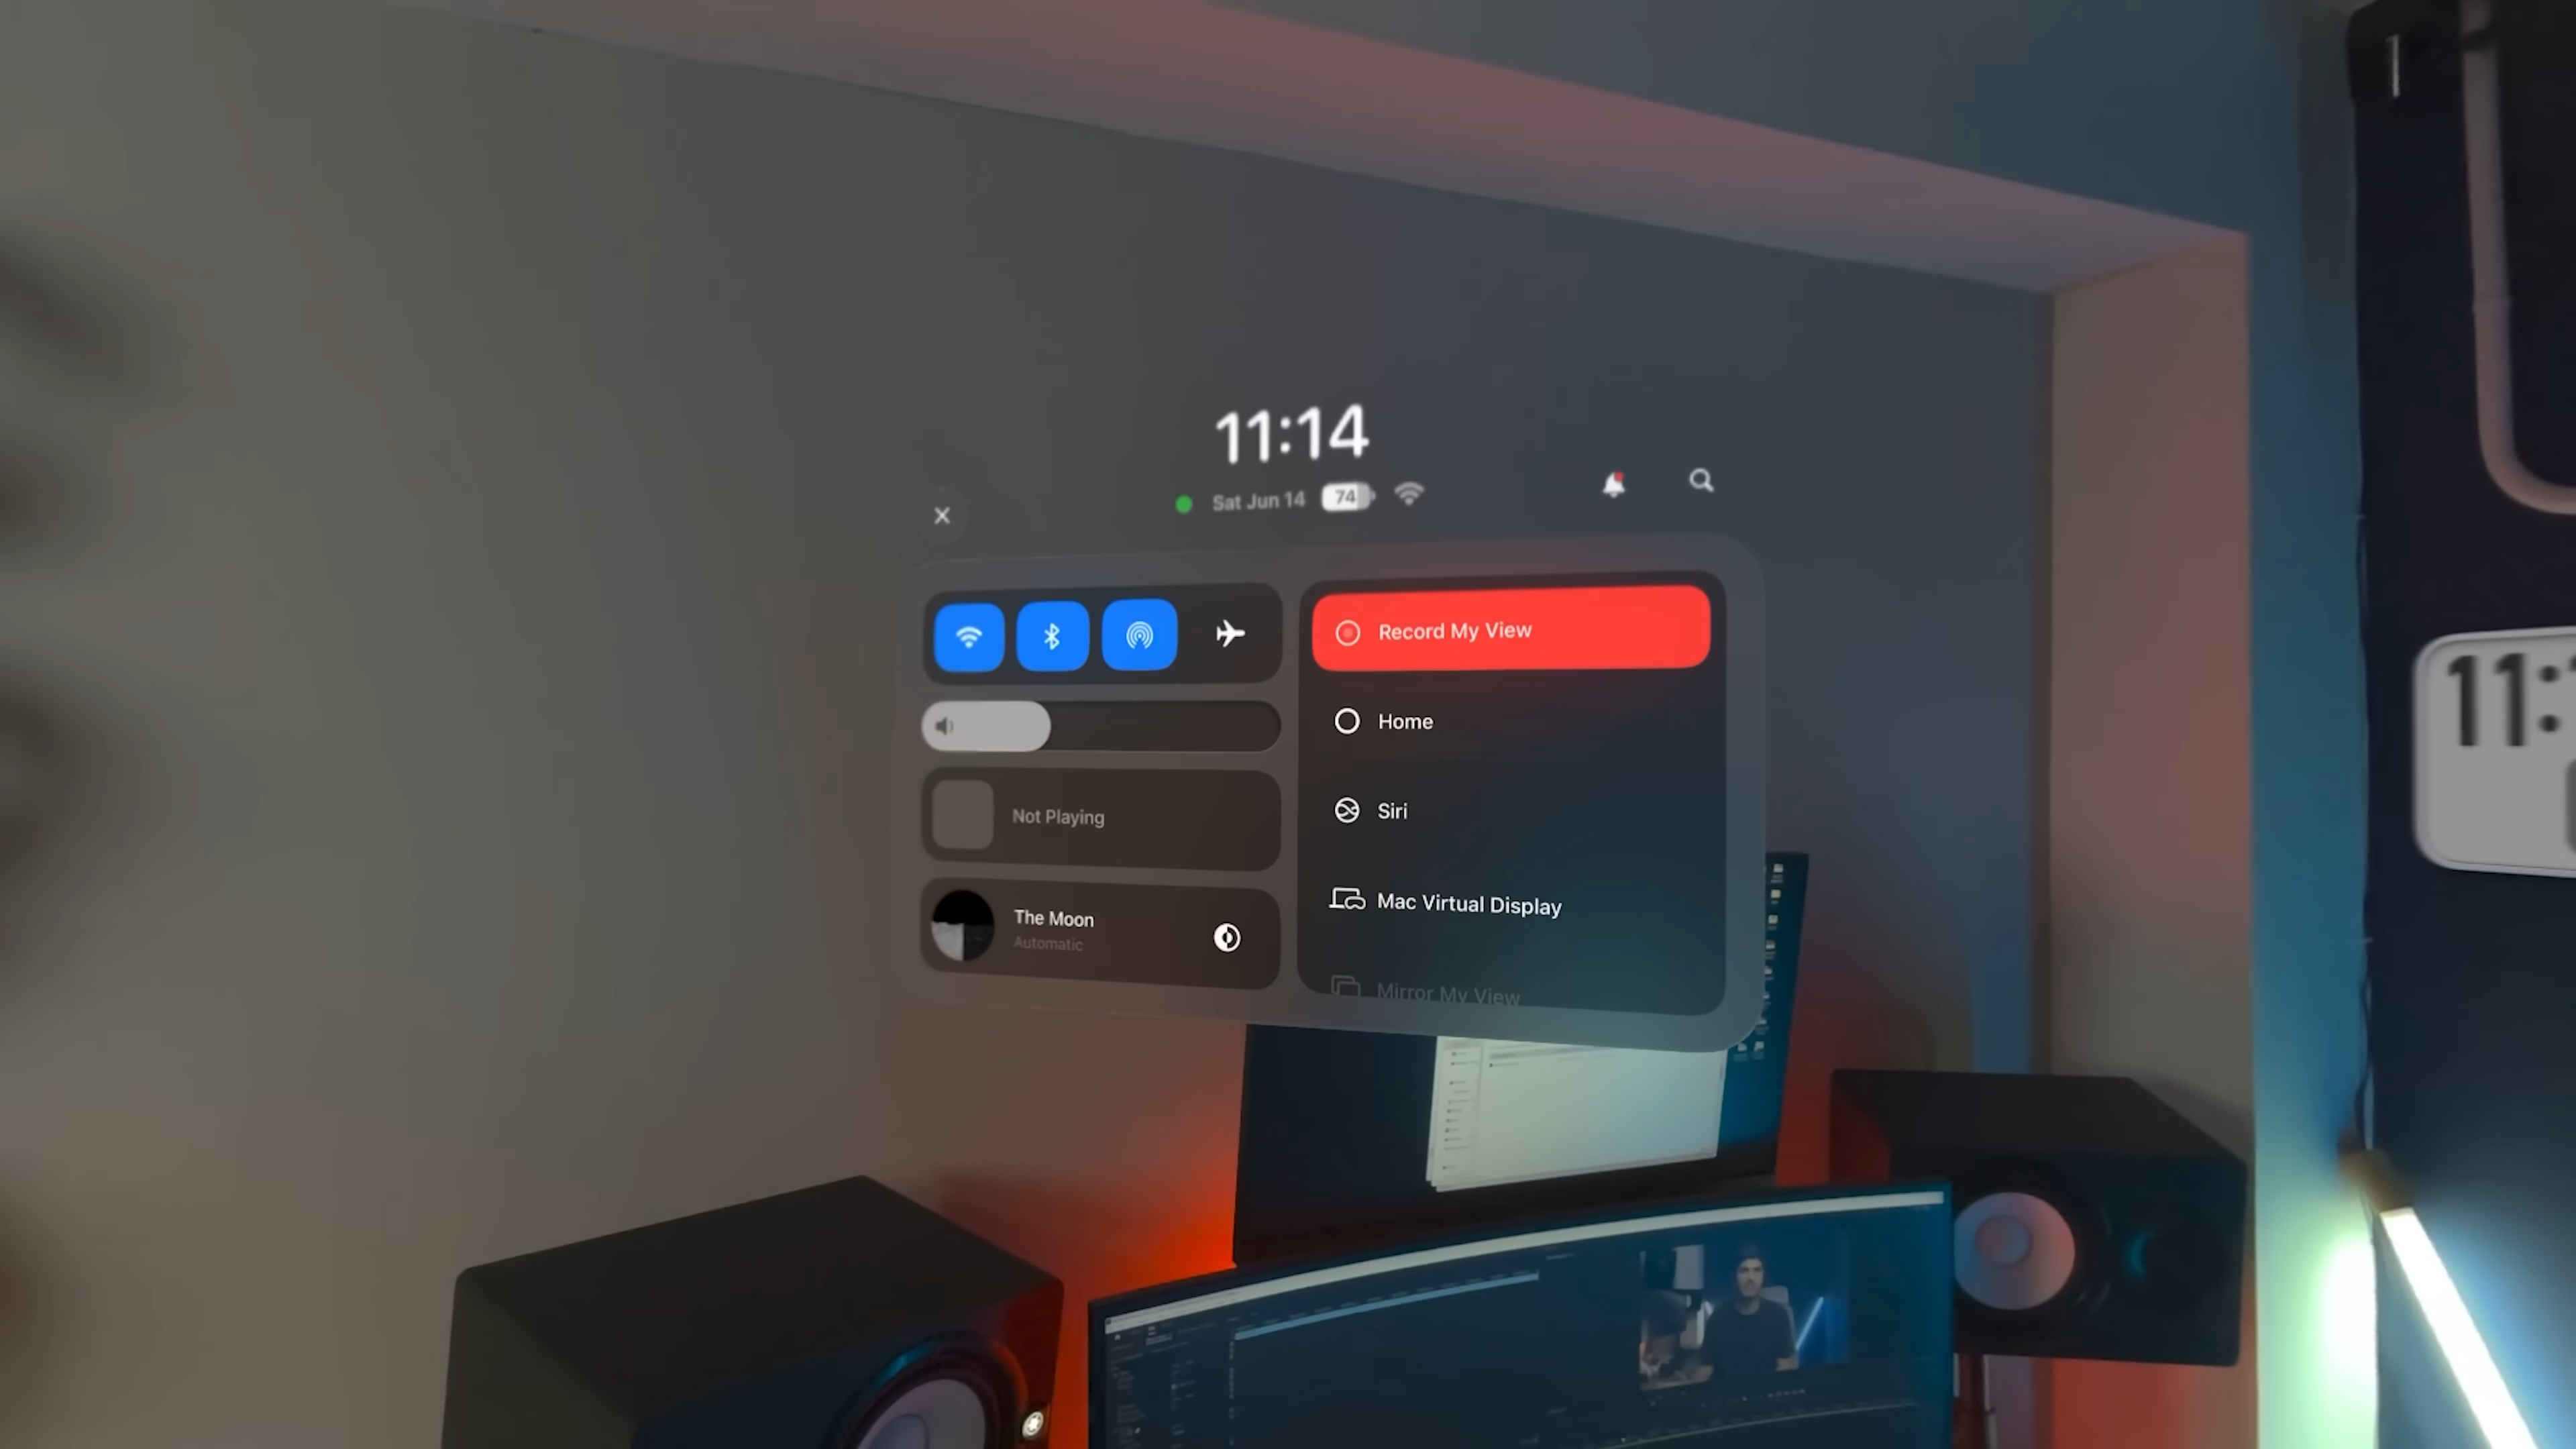 11:14
Sat Jun 14 74
Record My View
Home
Siri
Mac Virtual Display
Mirror My View
Not Playing
The Moon
Automatic
11: